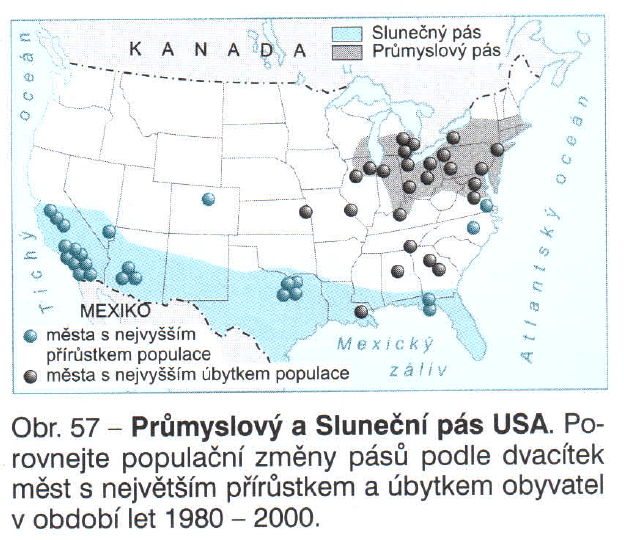 Slunečný pás
KANADA
Průmyslový pás
oceán
Tichý
Atlantský oceán
MEXIKO
Mexický
záliv
města s nejvyšším
přírůstkem populace
města s nejvyšším úbytkem populace
Obr. 57 – Průmyslový a Sluneční pás USA. Po-
rovnejte populační změny pásů podle dvacítek
měst s největším přírůstkem a úbytkem obyvatel
v období let 1980 – 2000.